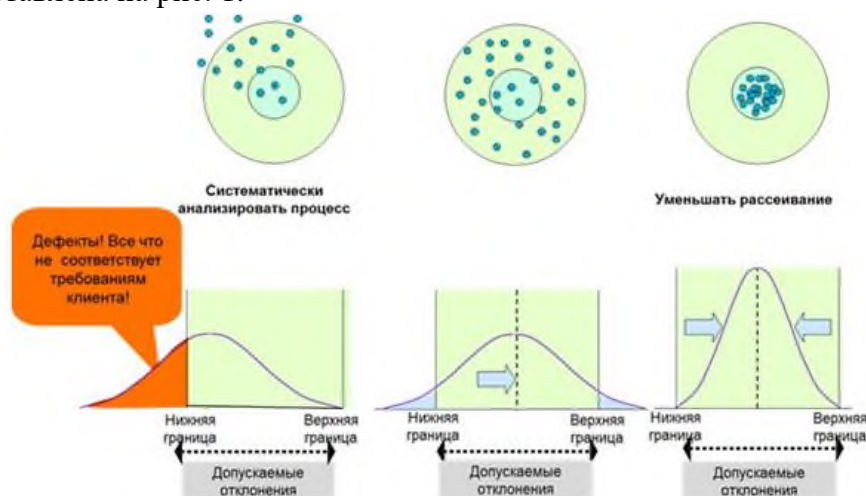 Систематически
анализировать процесс
Уменьшать рассеивание
Дефекты! Все что
не соответствует
требованиям
клиента!
Нижняя
граница
Верхняя
граница
Нижняя
граница
Верхняя
граница
Нижняя
граница
Верхняя
граница
Допускаемые
отклонения
Допускаемые
отклонения
Допускаемые
отклонения